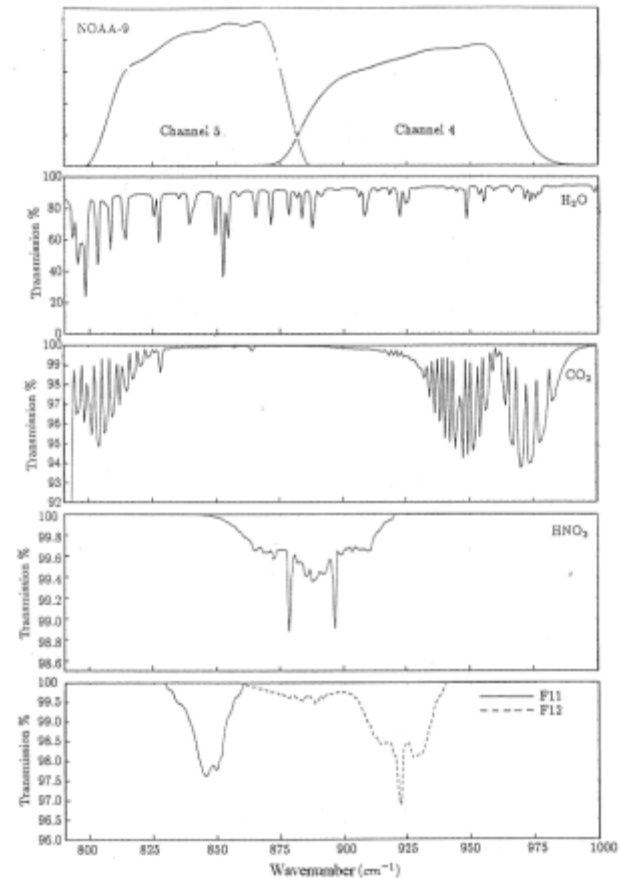 NOAA-9
Channel 5
Channel 4
Transmission %
100
80
60
40
20
0
H₂O
Transmission %
100
99
98
97
96
95
94
93
92
CO₂
Transmission %
100
99.8
99.6
99.4
99.2
99.0
98.8
98.6
HNO₃
Transmission %
100
99.5
99.0
98.5
98.0
97.5
97.0
96.5
96.0
F11
F12
800 825 850 875 900 925 950 975 1000
Wavenumber (cm⁻¹)